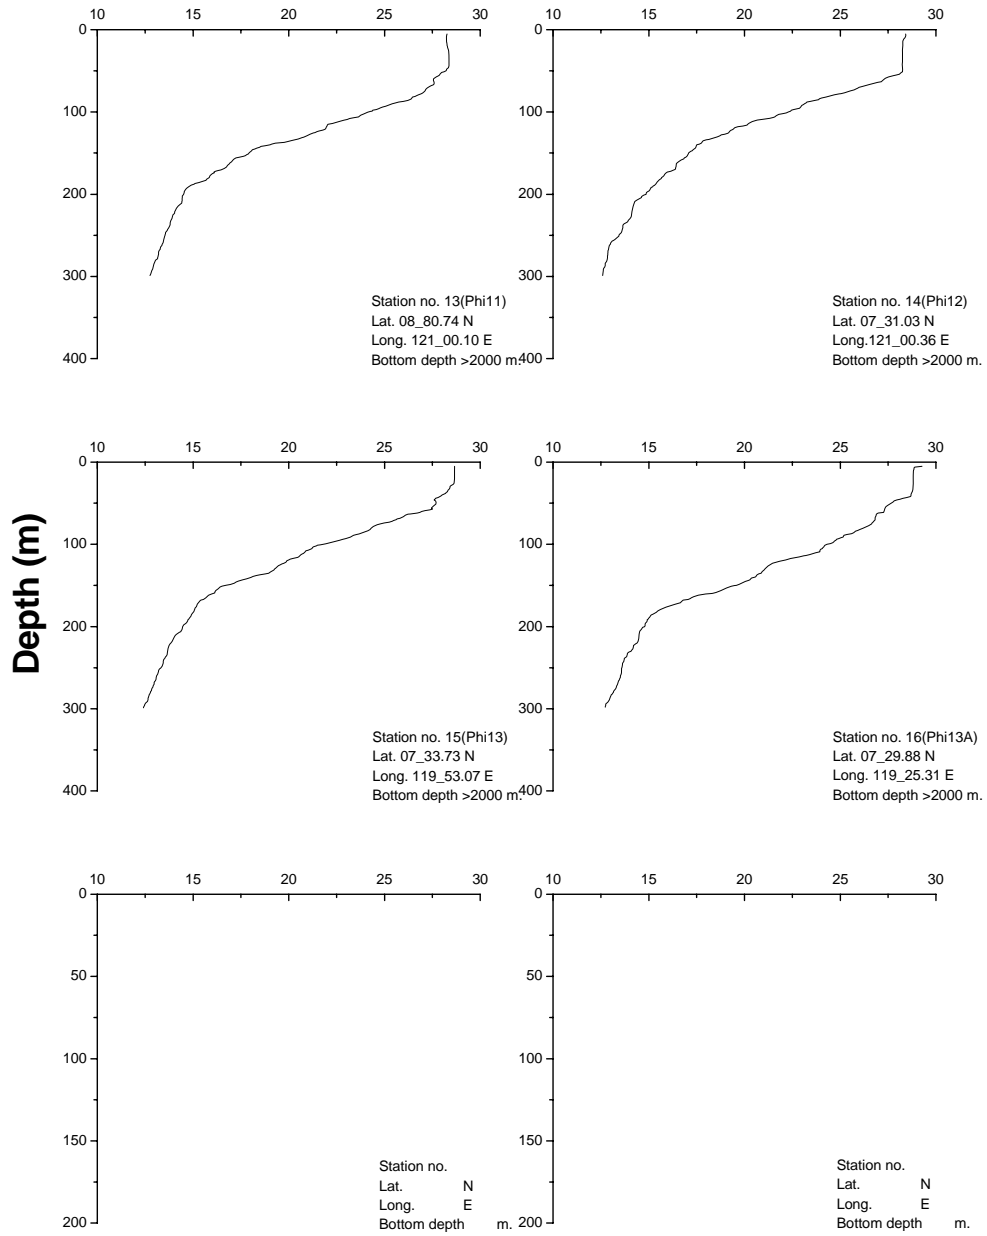 10 15 20 25 30
0
100
200
300
400
Station no. 13(Phi11)
Lat. 08_80.74 N
Long. 121_00.10 E
Bottom depth >2000 m.
10 15 20 25 30
0
100
200
300
400
Station no. 14(Phi12)
Lat. 07_31.03 N
Long.121_00.36 E
Bottom depth >2000 m.
Depth (m)
10 15 20 25 30
0
100
200
300
400
Station no. 15(Phi13)
Lat. 07_33.73 N
Long. 119_53.07 E
Bottom depth >2000 m.
10 15 20 25 30
0
100
200
300
400
Station no. 16(Phi13A)
Lat. 07_29.88 N
Long. 119_25.31 E
Bottom depth >2000 m.
10 15 20 25 30
0
50
100
150
200
Station no.
Lat. N
Long. E
Bottom depth m.
10 15 20 25 30
0
50
100
150
200
Station no.
Lat. N
Long. E
Bottom depth m.